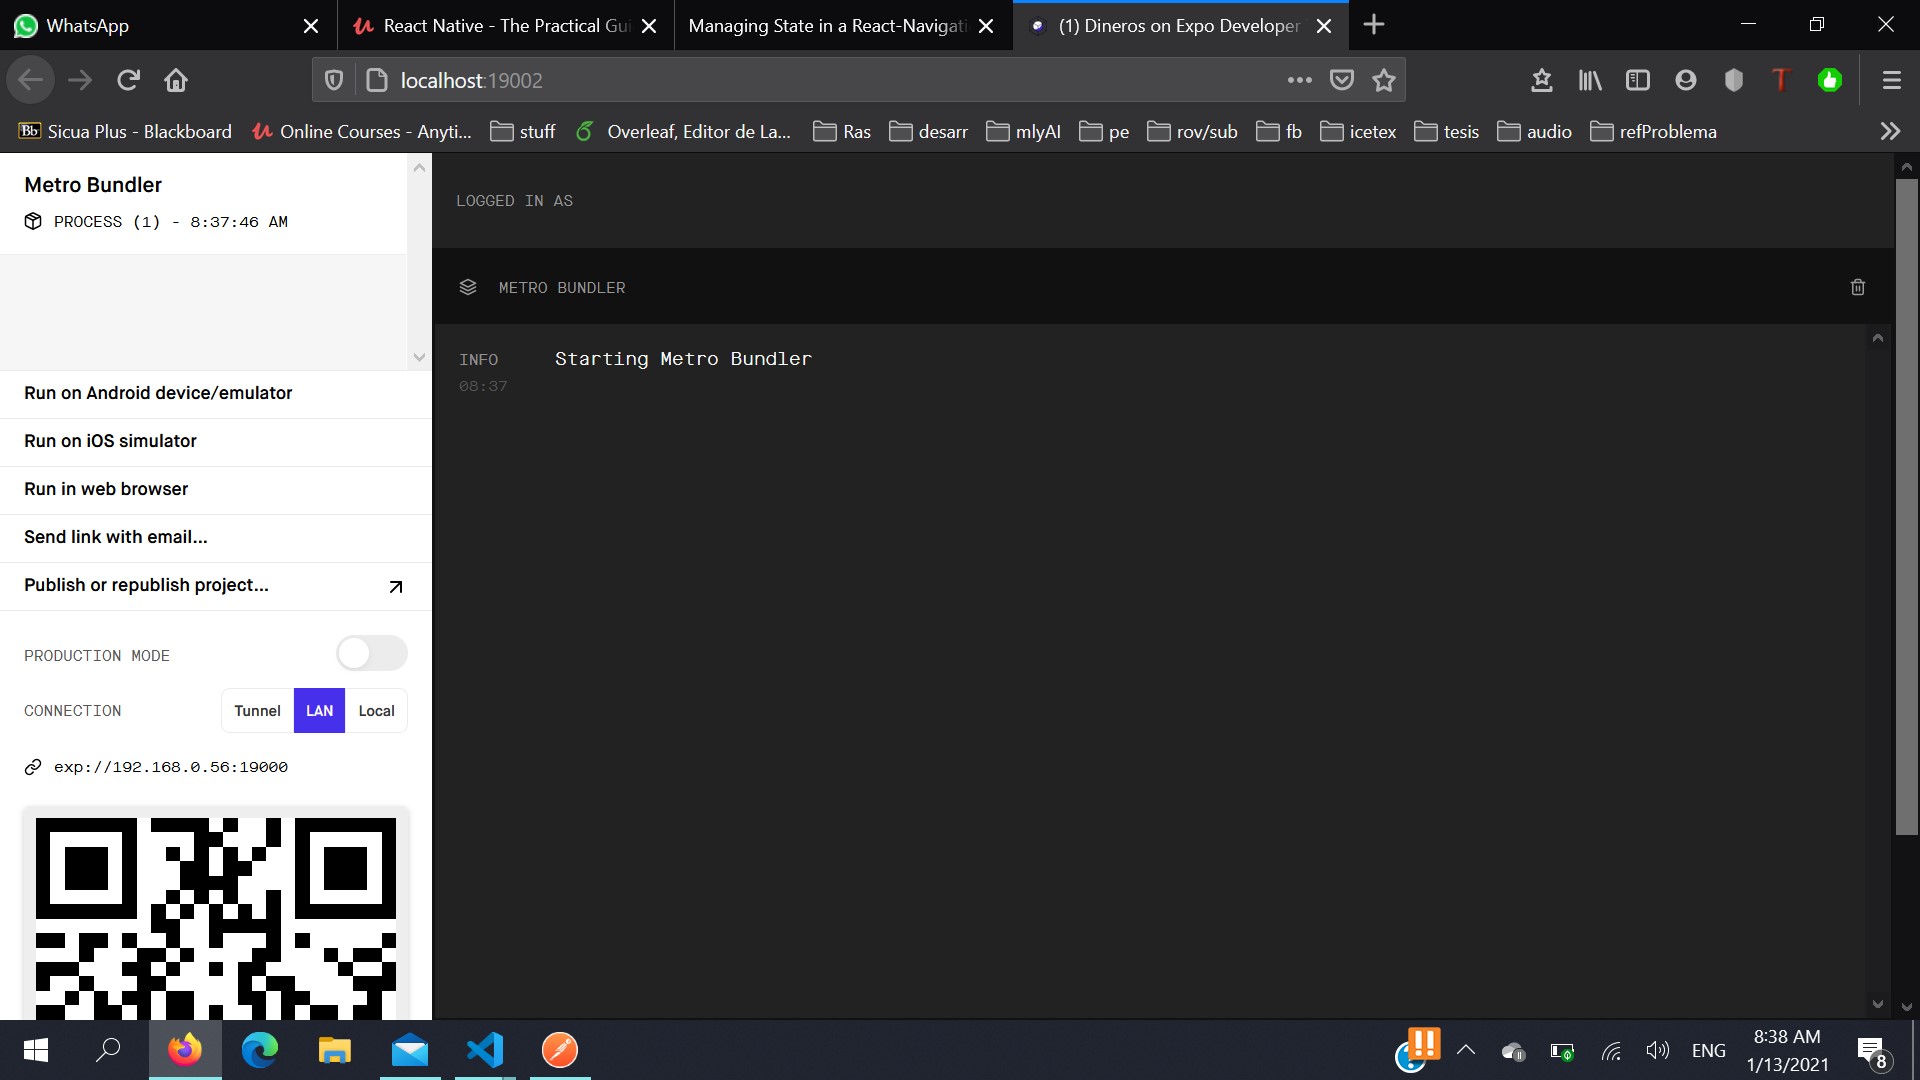 WhatsApp
React Native - The Practical Gui
Managing State in a React-Navigati
(1) Dineros on Expo Developer
localhost:19002
Bb Sicua Plus - Blackboard
Online Courses - Anyti...
stuff
Overleaf, Editor de La...
Ras
desarr
mlyAI
pe
rov/sub
fb
icetex
tesis
audio
refProblema
Metro Bundler
PROCESS (1) - 8:37:46 AM
Run on Android device/emulator
Run on iOS simulator
Run in web browser
Send link with email...
Publish or republish project...
PRODUCTION MODE
CONNECTION
Tunnel
LAN
Local
exp://192.168.0.56:19000
LOGGED IN AS
METRO BUNDLER
INFO
Starting Metro Bundler
08:37
ENG
8:38 AM
1/13/2021
8